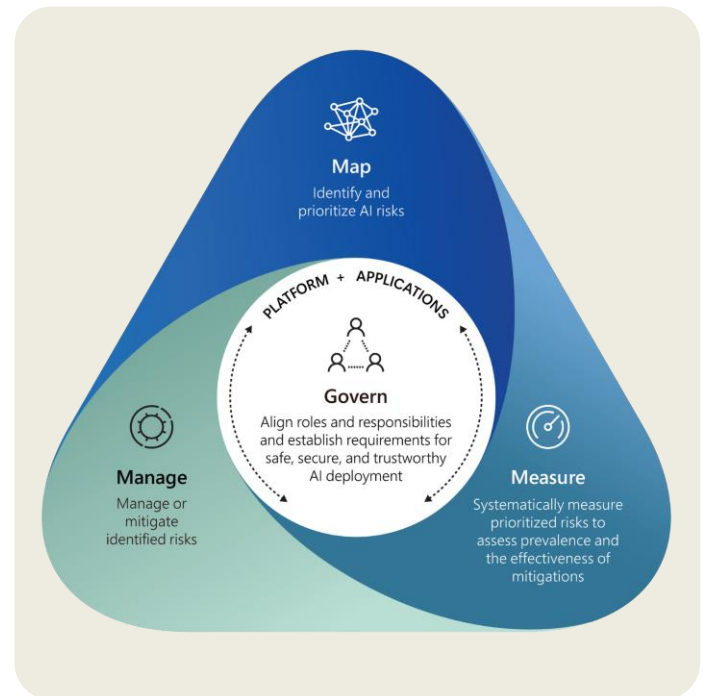 Map
Identify and
prioritize AI risks
PLATFORM + APPLICATIONS
Govern
Align roles and responsibilities
and establish requirements for
safe, secure, and trustworthy
AI deployment
Manage
Manage or
mitigate
identified risks
Measure
Systematically measure
prioritized risks to
assess prevalence and
the effectiveness of
mitigations